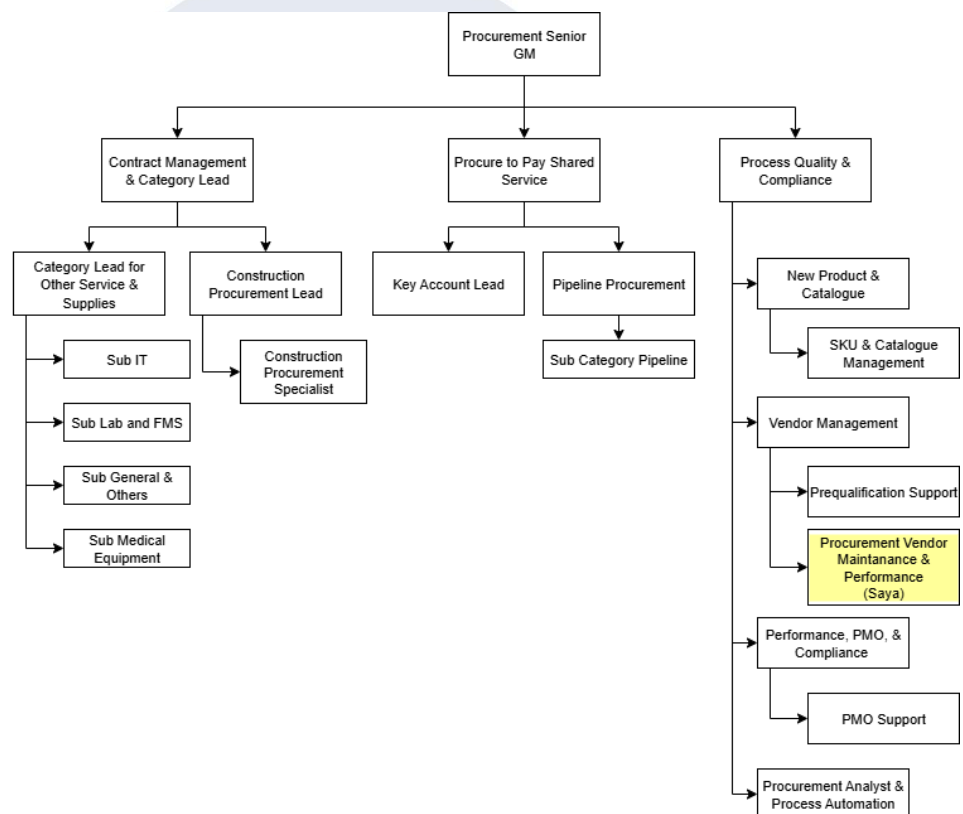 Procurement Senior
GM
Contract Management
& Category Lead
Procure to Pay Shared
Service
Process Quality &
Compliance
Category Lead for
Other Service &
Supplies
Construction
Procurement Lead
Key Account Lead
Pipeline Procurement
New Product &
Catalogue
Sub IT
Construction
Procurement
Specialist
Sub Category Pipeline
SKU & Catalogue
Management
Sub Lab and FMS
Vendor Management
Sub General &
Others
Prequalification Support
Sub Medical
Equipment
Procurement Vendor
Maintanance &
Performance
(Saya)
Performance, PMO, &
Compliance
PMO Support
Procurement Analyst &
Process Automation